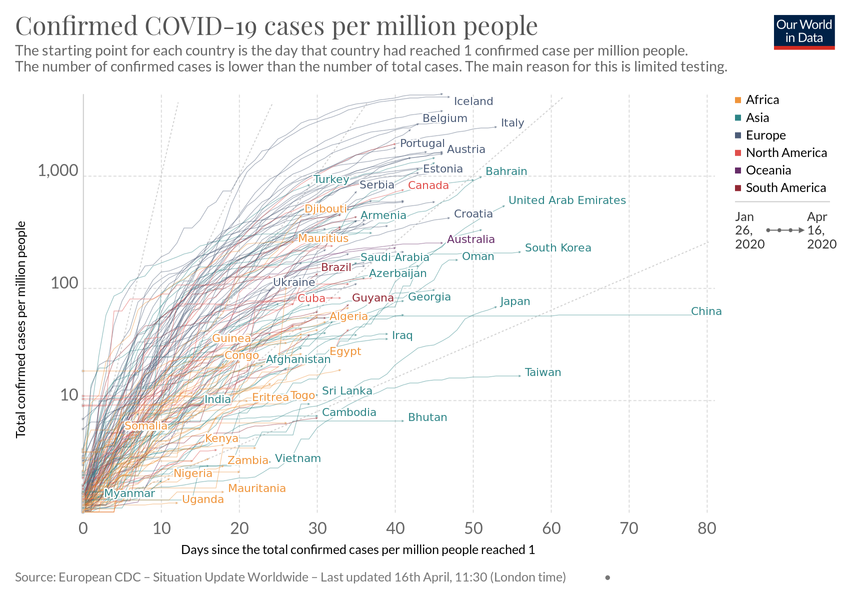 Confirmed COVID-19 cases per million people
The starting point for each country is the day that country had reached 1 confirmed case per million people.
The number of confirmed cases is lower than the number of total cases. The main reason for this is limited testing.
Our World
in Data
Africa
Asia
Europe
North America
Oceania
South America
Jan
26,
2020
Apr
16,
2020
Total confirmed cases per million people
1,000
100
10
Iceland
Belgium
Italy
Portugal
Austria
Estonia
Bahrain
Turkey
Serbia
Canada
United Arab Emirates
Djibouti
Armenia
Croatia
Mauritius
Australia
South Korea
Saudi Arabia
Oman
Brazil
Azerbaijan
Ukraine
Cuba
Guyana
Georgia
Japan
China
Algeria
Guinea
Iraq
Egypt
Congo
Afghanistan
Taiwan
India
Eritrea
Togo
Sri Lanka
Cambodia
Bhutan
Somalia
Kenya
Zambia
Vietnam
Nigeria
Mauritania
Myanmar
Uganda
0 10 20 30 40 50 60 70 80
Days since the total confirmed cases per million people reached 1
Source: European CDC – Situation Update Worldwide – Last updated 16th April, 11:30 (London time)